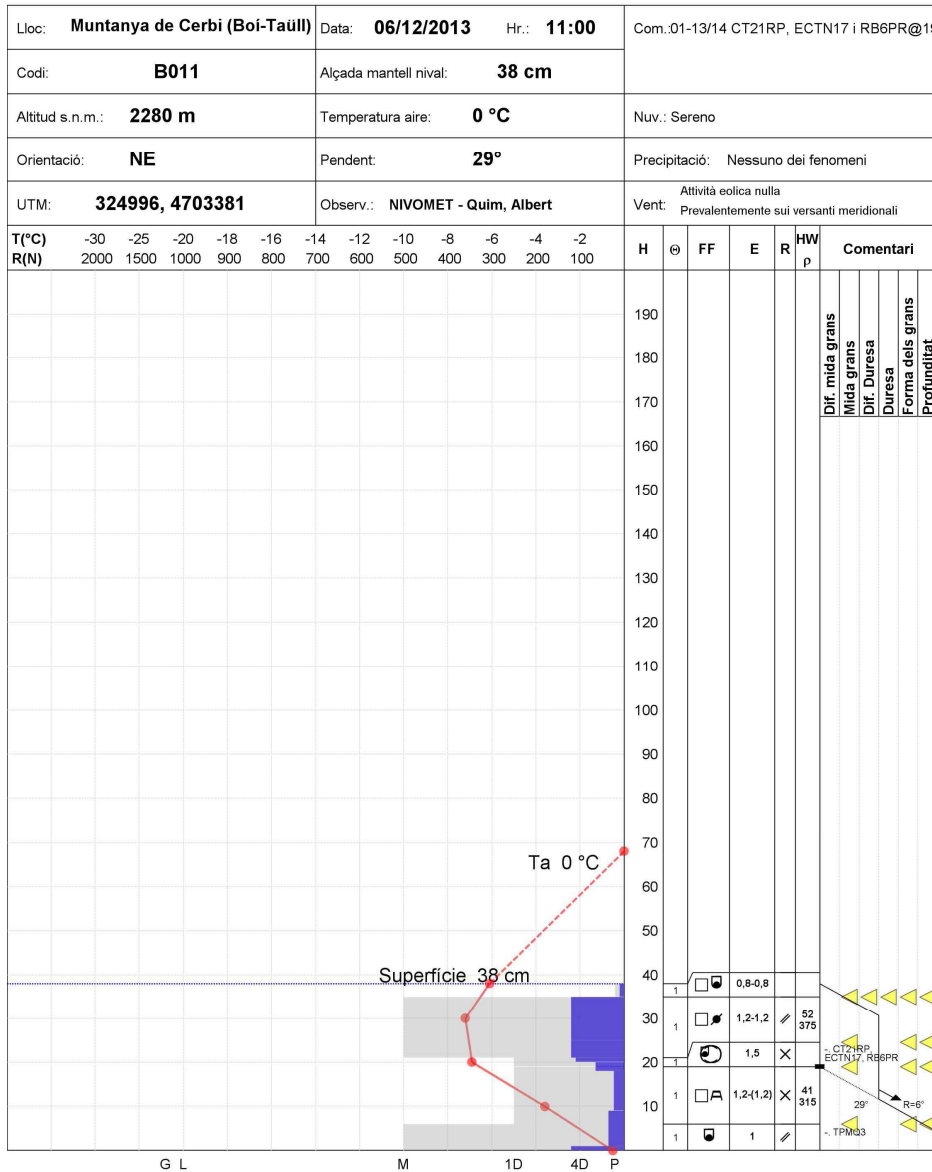 Lloc: Muntanya de Cerbi (Boí-Taüll) Data: 06/12/2013 Hr.: 11:00 Com.:01-13/14 CT21RP, ECTN17 i RB6PR@19
Codi: B011 Alçada mantell nival: 38 cm
Altitud s.n.m.: 2280 m Temperatura aire: 0 °C Nuv.: Sereno
Orientació: NE Pendent: 29° Precipitació: Nessuno dei fenomeni
UTM: 324996, 4703381 Observ.: NIVOMET - Quim, Albert Vent: Attività eolica nulla
Prevalentemente sui versanti meridionali
T(°C) -30 -25 -20 -18 -16 -14 -12 -10 -8 -6 -4 -2
R(N) 2000 1500 1000 900 800 700 600 500 400 300 200 100
H Θ FF E R HW ρ Comentari
Dif. mida grans
Mida grans
Dif. Duresa
Duresa
Forma dels grans
Profunditat
190
180
170
160
150
140
130
120
110
100
90
80
70
Ta 0 °C
60
50
40
Superfície 38 cm
1 0,8-0,8
30
1 1,2-1,2 52
375
20
1 1,5
-. CT21RP,
ECTN17, RB6PR
10
1 1,2-(1,2) 41
315
29° R=6°
1 1
-. TPMQ3
G L M 1D 4D P